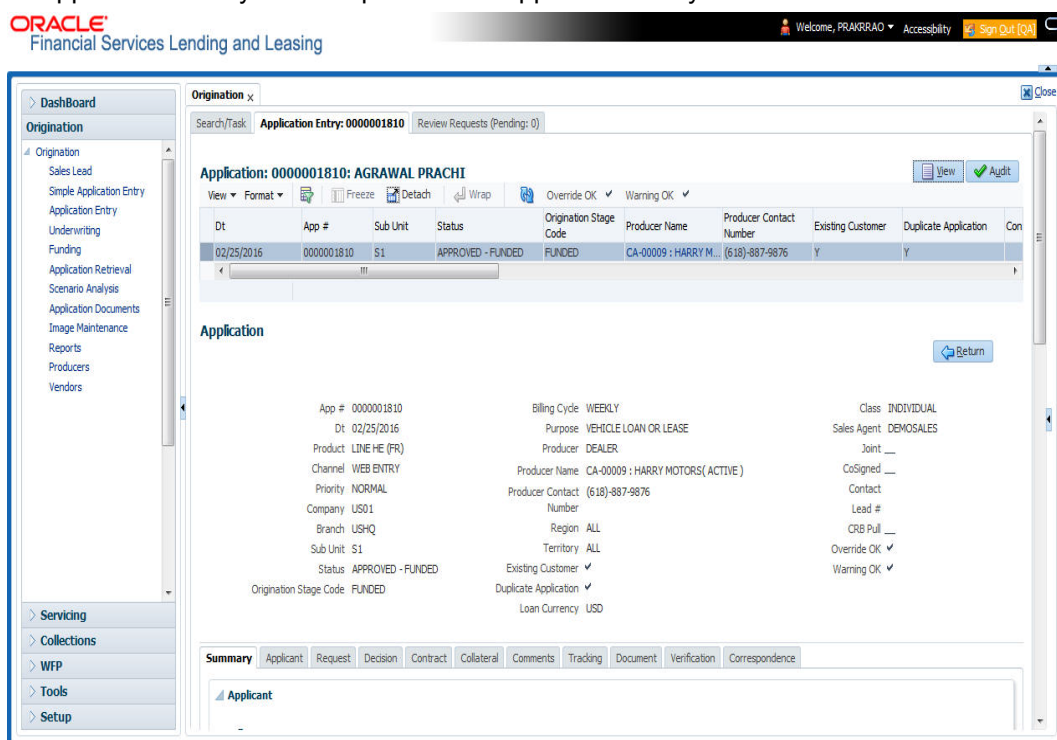 ORACLE
Financial Services Lending and Leasing
Welcome, PRAKRRAO Accessibility Sign Out [QA]
Close
DashBoard
Origination
Origination
Sales Lead
Simple Application Entry
Application Entry
Underwriting
Funding
Application Retrieval
Scenario Analysis
Application Documents
Image Maintenance
Reports
Producers
Vendors
Servicing
Collections
WFP
Tools
Setup
Origination x
Search/Task Application Entry: 0000001810 Review Requests (Pending: 0)
Application: 0000001810: AGRAWAL PRACHI
View Audit
View Format Freeze Detach Wrap Override OK Warning OK
Dt App # Sub Unit Status Origination Stage Code Producer Name Producer Contact Number Existing Customer Duplicate Application Con
02/25/2016 0000001810 S1 APPROVED - FUNDED FUNDED CA-00009 : HARRY M... (618)-887-9876 Y Y
Application
Return
App # 0000001810
Dt 02/25/2016
Product LINE HE (FR)
Channel WEB ENTRY
Priority NORMAL
Company US01
Branch USHQ
Sub Unit S1
Status APPROVED - FUNDED
Origination Stage Code FUNDED
Billing Cycle WEEKLY
Purpose VEHICLE LOAN OR LEASE
Producer DEALER
Producer Name CA-00009 : HARRY MOTORS( ACTIVE )
Producer Contact Number (618)-887-9876
Region ALL
Territory ALL
Existing Customer
Duplicate Application
Loan Currency USD
Class INDIVIDUAL
Sales Agent DEMOSALES
Joint
CoSigned
Contact
Lead #
CRB Pull
Override OK
Warning OK
Summary Applicant Request Decision Contract Collateral Comments Tracking Document Verification Correspondence
Applicant